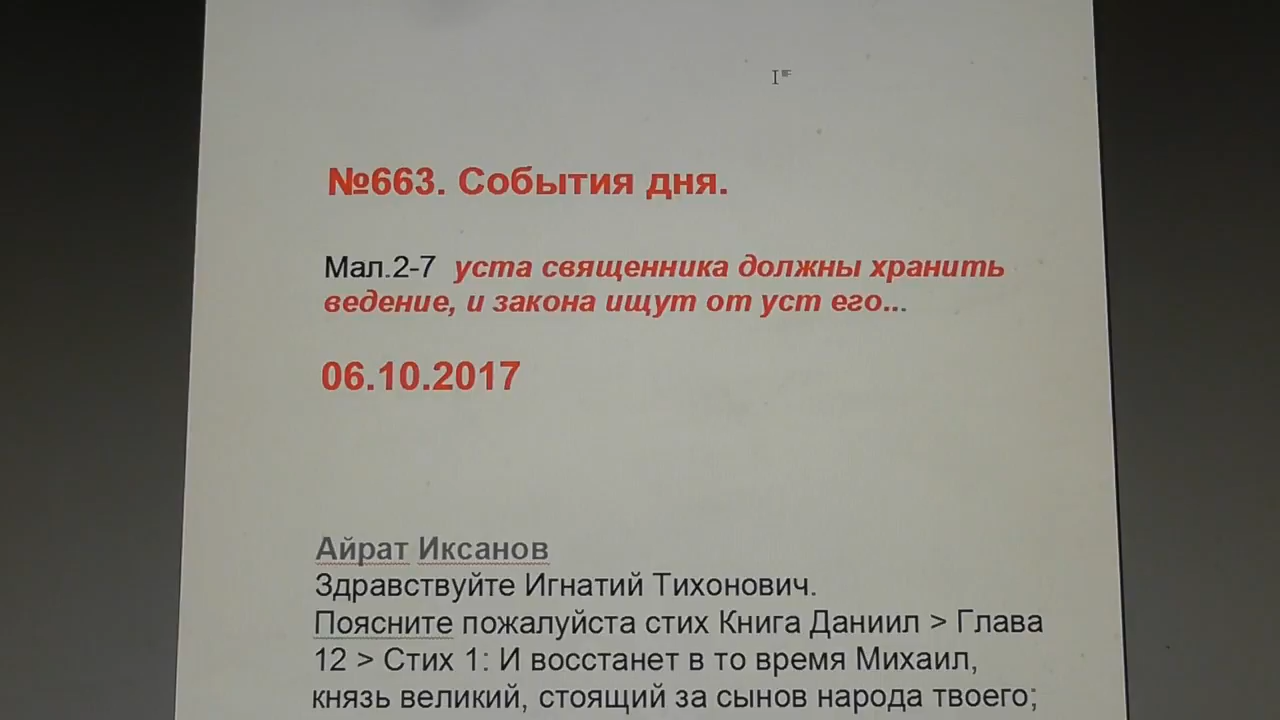 №663. События дня.
Мал.2-7 уста священника должны хранить
ведение, и закона ищут от уст его...
06.10.2017
Айрат Иксанов
Здравствуйте Игнатий Тихонович.
Поясните пожалуйста стих Книга Даниил > Глава
12 > Стих 1: И восстанет в то время Михаил,
князь великий, стоящий за сынов народа твоего;